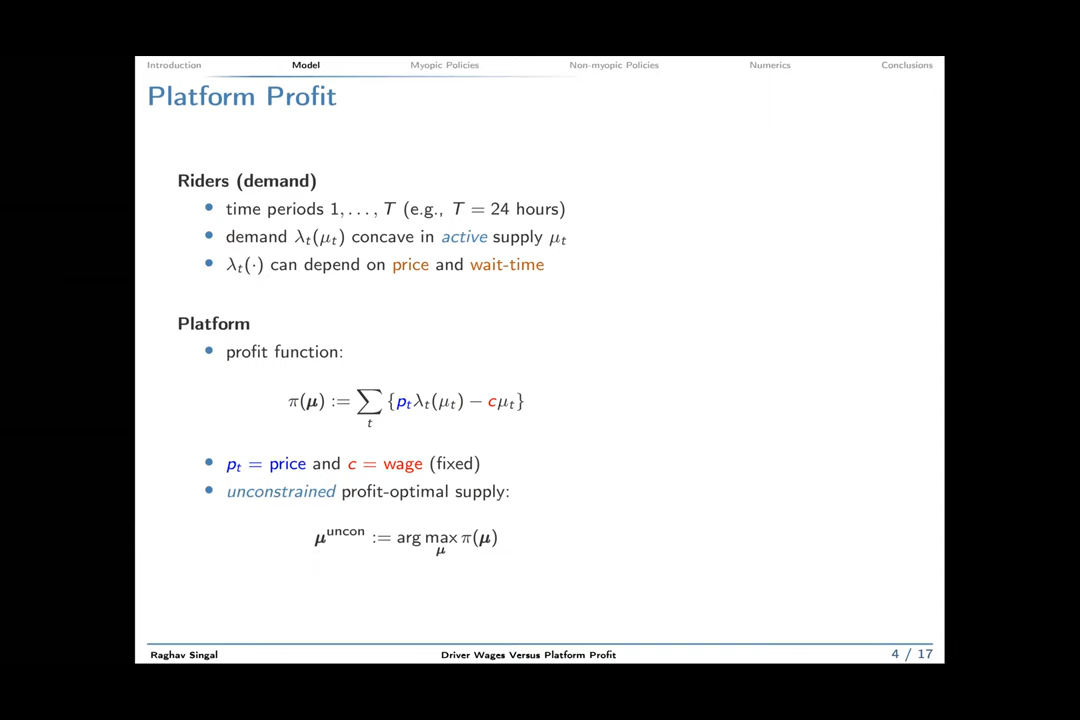 Introduction Model Myopic Policies Non-myopic Policies Numerics Conclusions
Platform Profit
Riders (demand)
• time periods 1, . . . , T (e.g., T = 24 hours)
• demand λₜ(μₜ) concave in active supply μₜ
• λₜ(·) can depend on price and wait-time
Platform
• profit function:
π(μ) := ∑ₜ {pₜλₜ(μₜ) − cμₜ}
• pₜ = price and c = wage (fixed)
• unconstrained profit-optimal supply:
μ^uncon := arg max_μ π(μ)
Raghav Singal Driver Wages Versus Platform Profit 4 / 17